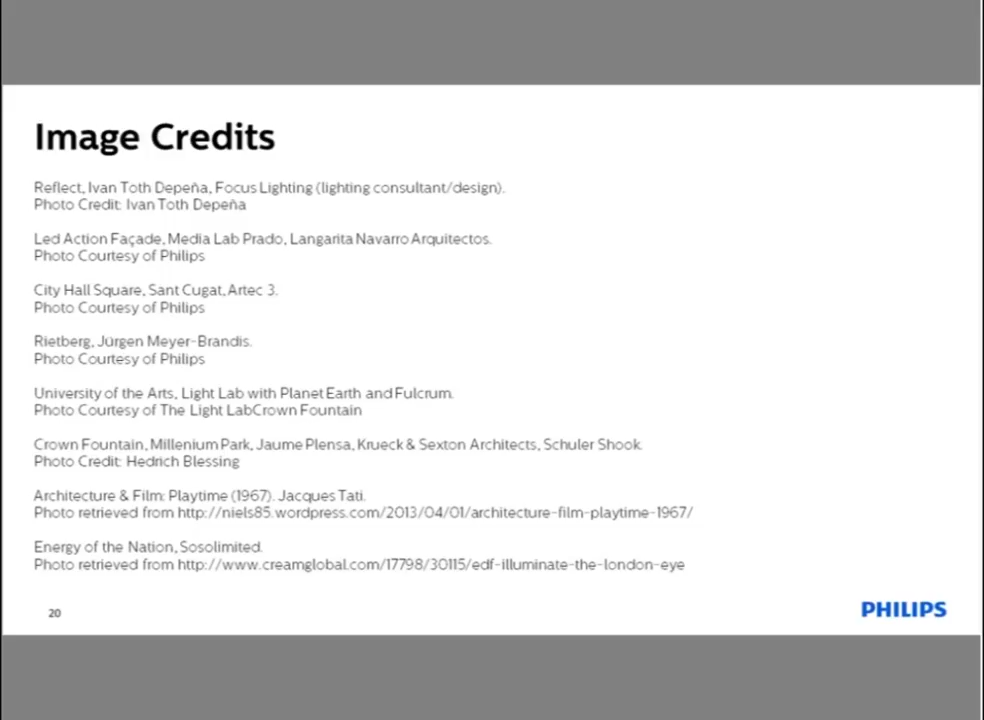 Image Credits
Reflect, Ivan Toth Depeña, Focus Lighting (lighting consultant/design).
Photo Credit: Ivan Toth Depeña
Led Action Façade, Media Lab Prado, Langarita Navarro Arquitectos.
Photo Courtesy of Philips
City Hall Square, Sant Cugat, Artec 3.
Photo Courtesy of Philips
Rietberg, Jürgen Meyer-Brandis.
Photo Courtesy of Philips
University of the Arts, Light Lab with Planet Earth and Fulcrum.
Photo Courtesy of The Light LabCrown Fountain
Crown Fountain, Millenium Park, Jaume Plensa, Krueck & Sexton Architects, Schuler Shook.
Photo Credit: Hedrich Blessing
Architecture & Film: Playtime (1967). Jacques Tati.
Photo retrieved from http://niels85.wordpress.com/2013/04/01/architecture-film-playtime-1967/
Energy of the Nation, Sosolimited.
Photo retrieved from http://www.creamglobal.com/17798/30115/edf-illuminate-the-london-eye
20
PHILIPS